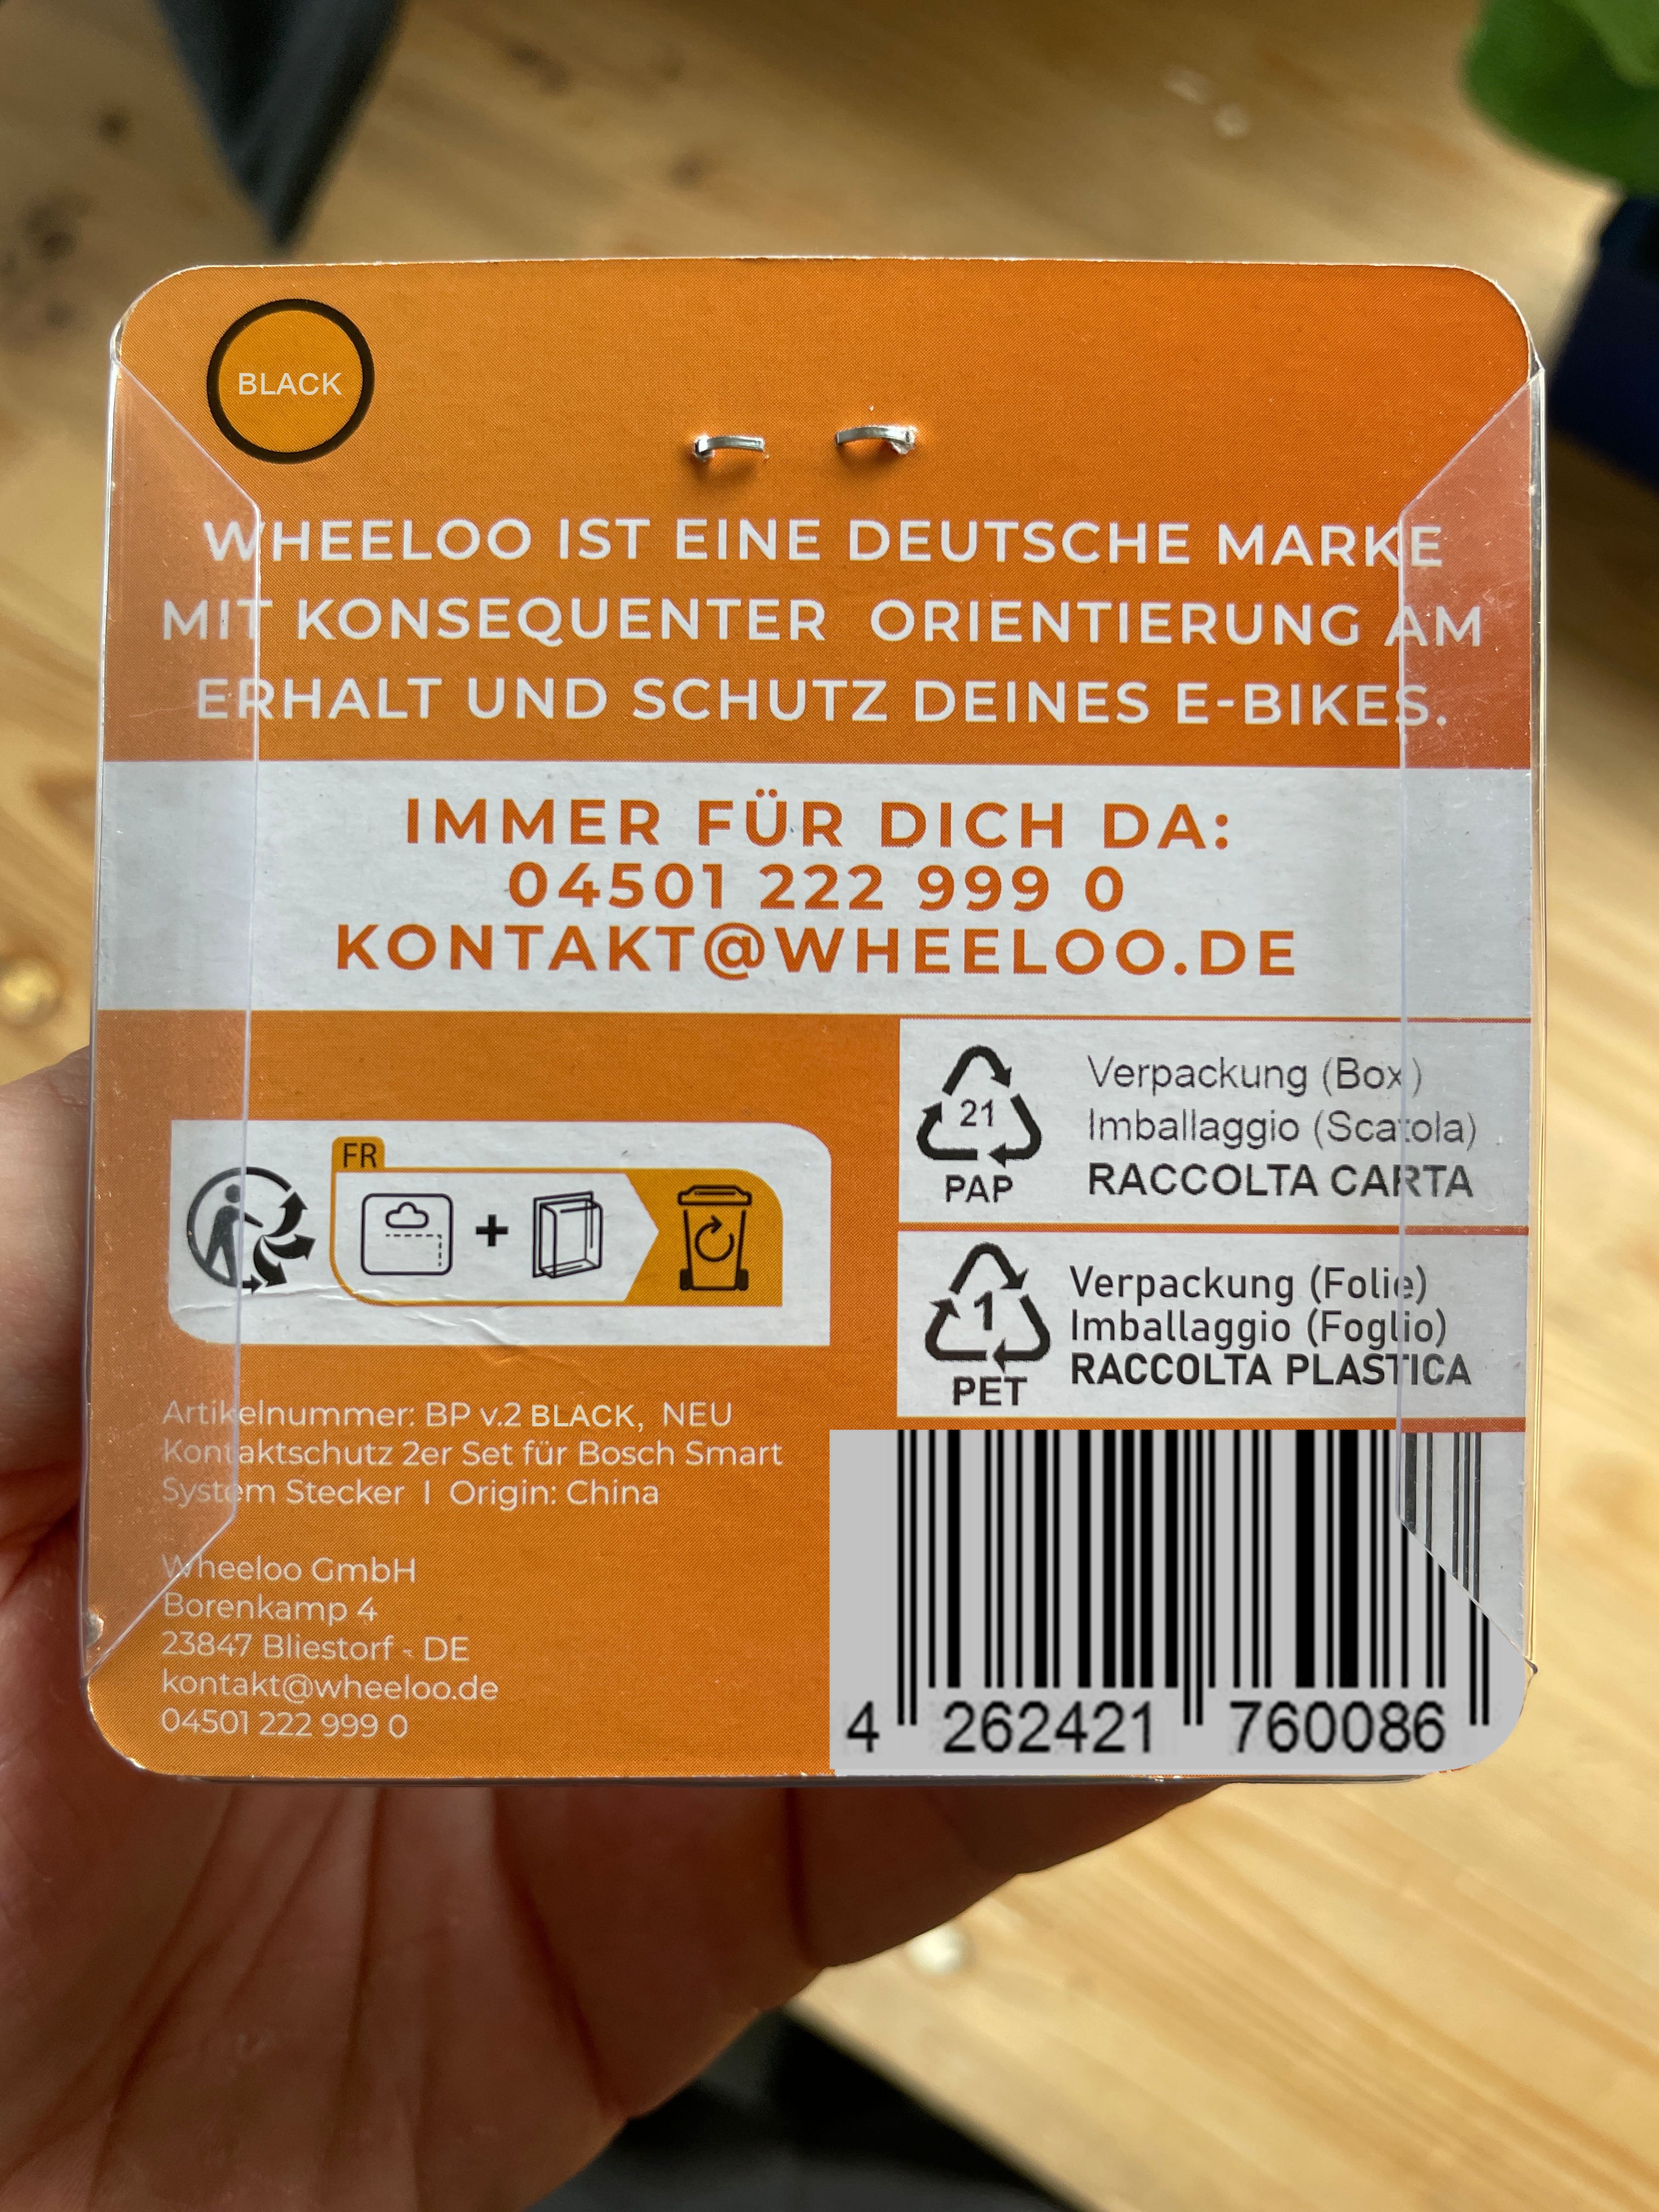 BLACK
WHEELOO IST EINE DEUTSCHE MARKE
MIT KONSEQUENTER ORIENTIERUNG AM
ERHALT UND SCHUTZ DEINES E-BIKES.
IMMER FÜR DICH DA:
04501 222 999 0
KONTAKT@WHEELOO.DE
FR
21
PAP
Verpackung (Box)
Imballaggio (Scatola)
RACCOLTA CARTA
1
PET
Verpackung (Folie)
Imballaggio (Foglio)
RACCOLTA PLASTICA
Artikelnummer: BP v.2 BLACK, NEU
Kontaktschutz 2er Set für Bosch Smart
System Stecker I Origin: China
Wheeloo GmbH
Borenkamp 4
23847 Bliestorf - DE
kontakt@wheeloo.de
04501 222 999 0
4 262421 760086